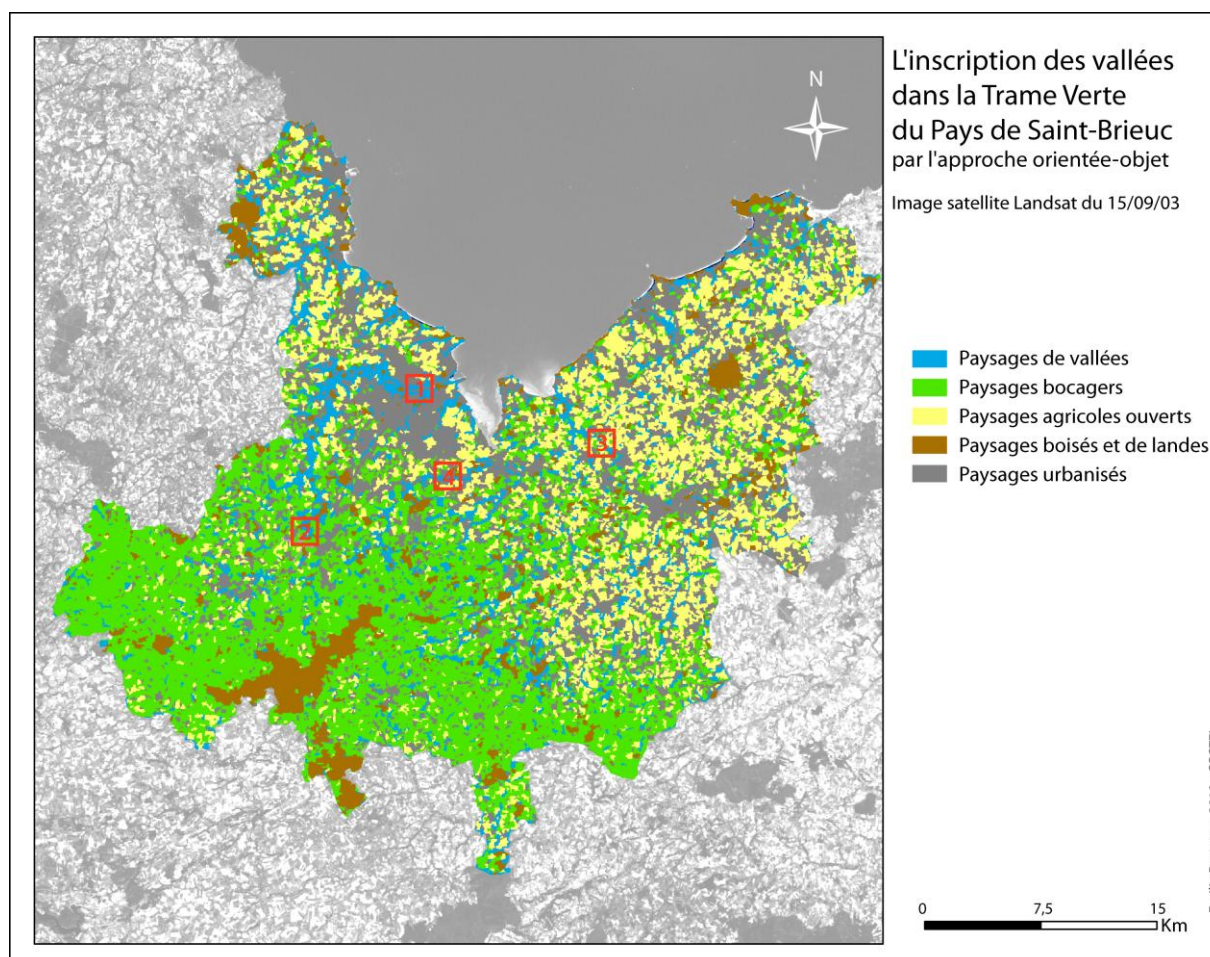 L'inscription des vallées
dans la Trame Verte
du Pays de Saint-Brieuc
par l'approche orientée-objet
Image satellite Landsat du 15/09/03
N
Paysages de vallées
Paysages bocagers
Paysages agricoles ouverts
Paysages boisés et de landes
Paysages urbanisés
1
3
4
2
0 7,5 15
Km